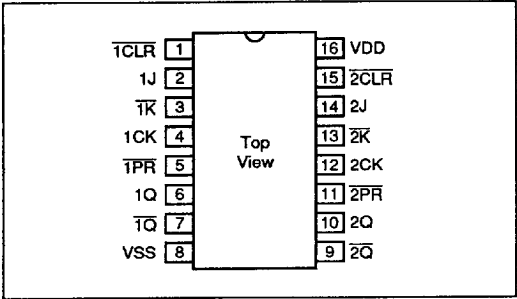 1CLR 1 16 VDD
1J 2 15 2CLR
1K 3 14 2J
1CK 4 13 2K
Top
View
1PR 5 12 2CK
1Q 6 11 2PR
1Q 7 10 2Q
VSS 8 9 2Q